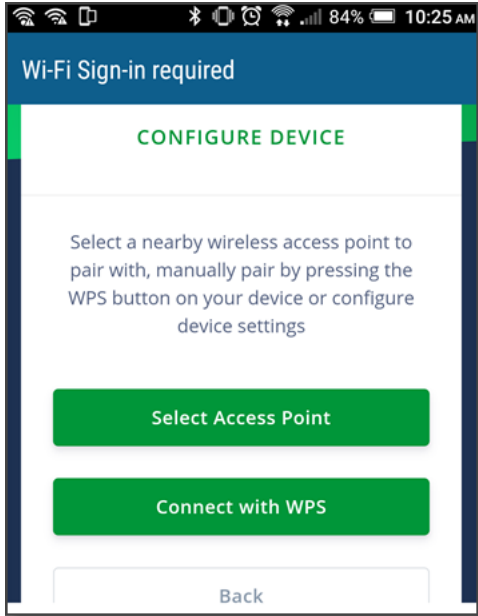 84% 10:25 AM
Wi-Fi Sign-in required
CONFIGURE DEVICE
Select a nearby wireless access point to
pair with, manually pair by pressing the
WPS button on your device or configure
device settings
Select Access Point
Connect with WPS
Back